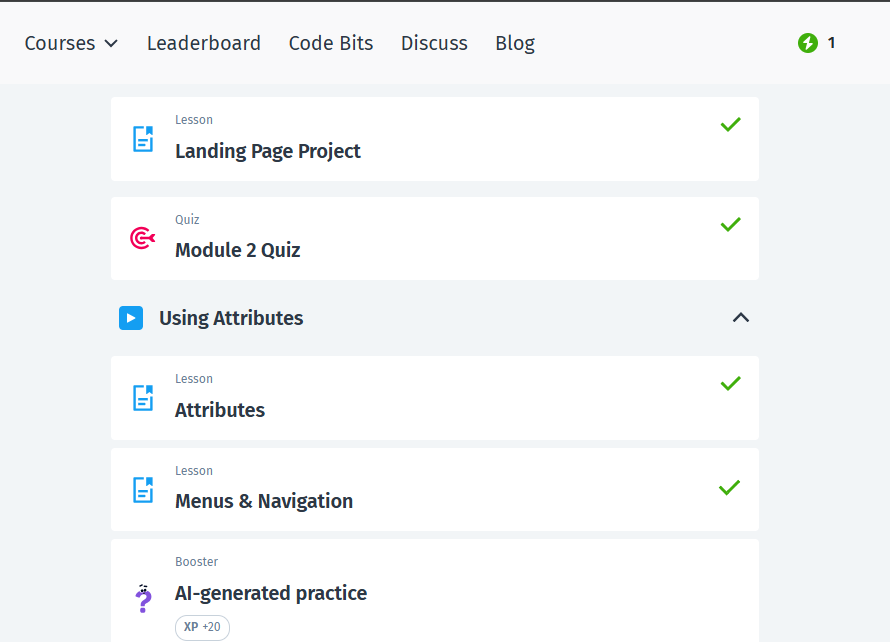 Courses Leaderboard Code Bits Discuss Blog 1
Lesson
Landing Page Project
Quiz
Module 2 Quiz
Using Attributes
Lesson
Attributes
Lesson
Menus & Navigation
Booster
AI-generated practice
XP +20